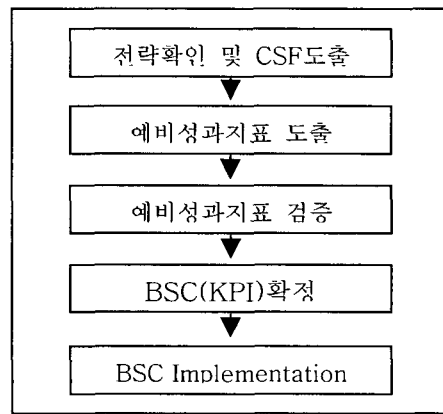 전략확인 및 CSF도출
예비성과지표 도출
예비성과지표 검증
BSC(KPI)확정
BSC Implementation